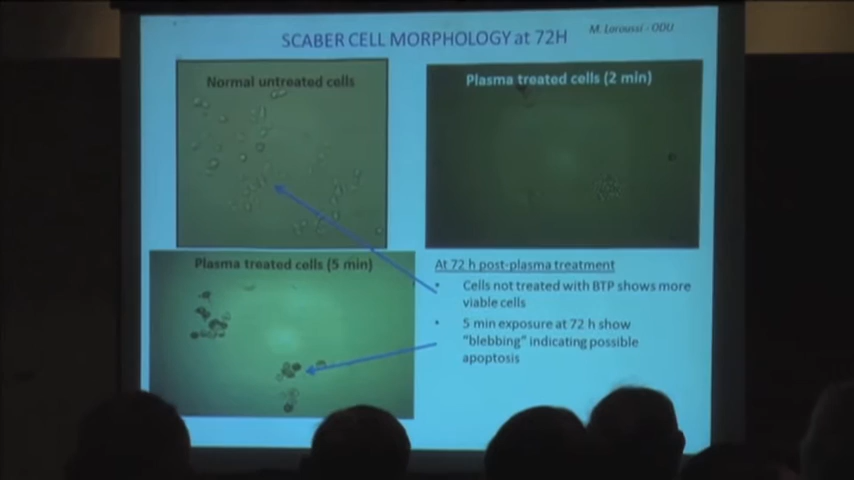 SCABER CELL MORPHOLOGY at 72H
M. Laroussi - ODU
Normal untreated cells
Plasma treated cells (2 min)
Plasma treated cells (5 min)
At 72 h post-plasma treatment
• Cells not treated with BTP shows more
viable cells
• 5 min exposure at 72 h show
"blebbing" indicating possible
apoptosis